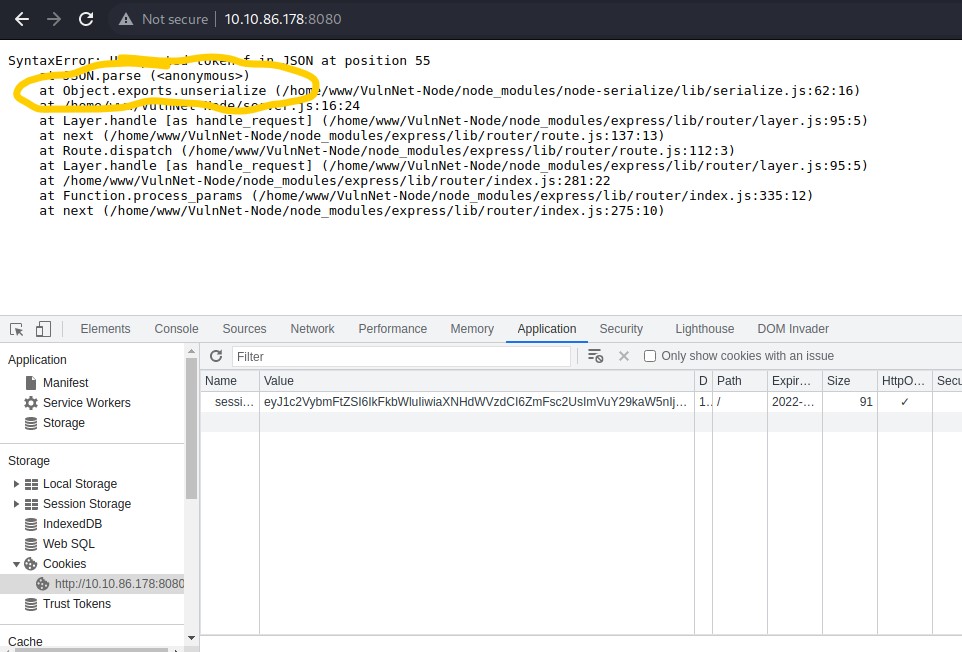 Not secure
10.10.86.178:8080
SyntaxError: Unexpected token f in JSON at position 55
at JSON.parse (<anonymous>)
at Object.exports.unserialize (/home/www/VulnNet-Node/node_modules/node-serialize/lib/serialize.js:62:16)
at /home/www/VulnNet-Node/server.js:16:24
at Layer.handle [as handle_request] (/home/www/VulnNet-Node/node_modules/express/lib/router/layer.js:95:5)
at next (/home/www/VulnNet-Node/node_modules/express/lib/router/route.js:137:13)
at Route.dispatch (/home/www/VulnNet-Node/node_modules/express/lib/router/route.js:112:3)
at Layer.handle [as handle_request] (/home/www/VulnNet-Node/node_modules/express/lib/router/layer.js:95:5)
at /home/www/VulnNet-Node/node_modules/express/lib/router/index.js:281:22
at Function.process_params (/home/www/VulnNet-Node/node_modules/express/lib/router/index.js:335:12)
at next (/home/www/VulnNet-Node/node_modules/express/lib/router/index.js:275:10)
Elements Console Sources Network Performance Memory Application Security Lighthouse DOM Invader
Application
Manifest
Service Workers
Storage
Storage
Local Storage
Session Storage
IndexedDB
Web SQL
Cookies
http://10.10.86.178:8080
Trust Tokens
Cache
Filter
Only show cookies with an issue
Name Value D Path Expir... Size HttpO... Secu
sessi... eyJ1c2VybmFtZSI6IkFkbWluIiwiaXNHdWVzdCI6ZmFsc2UsImVuY29kaW5nIj... 1.. / 2022-... 91 ✓